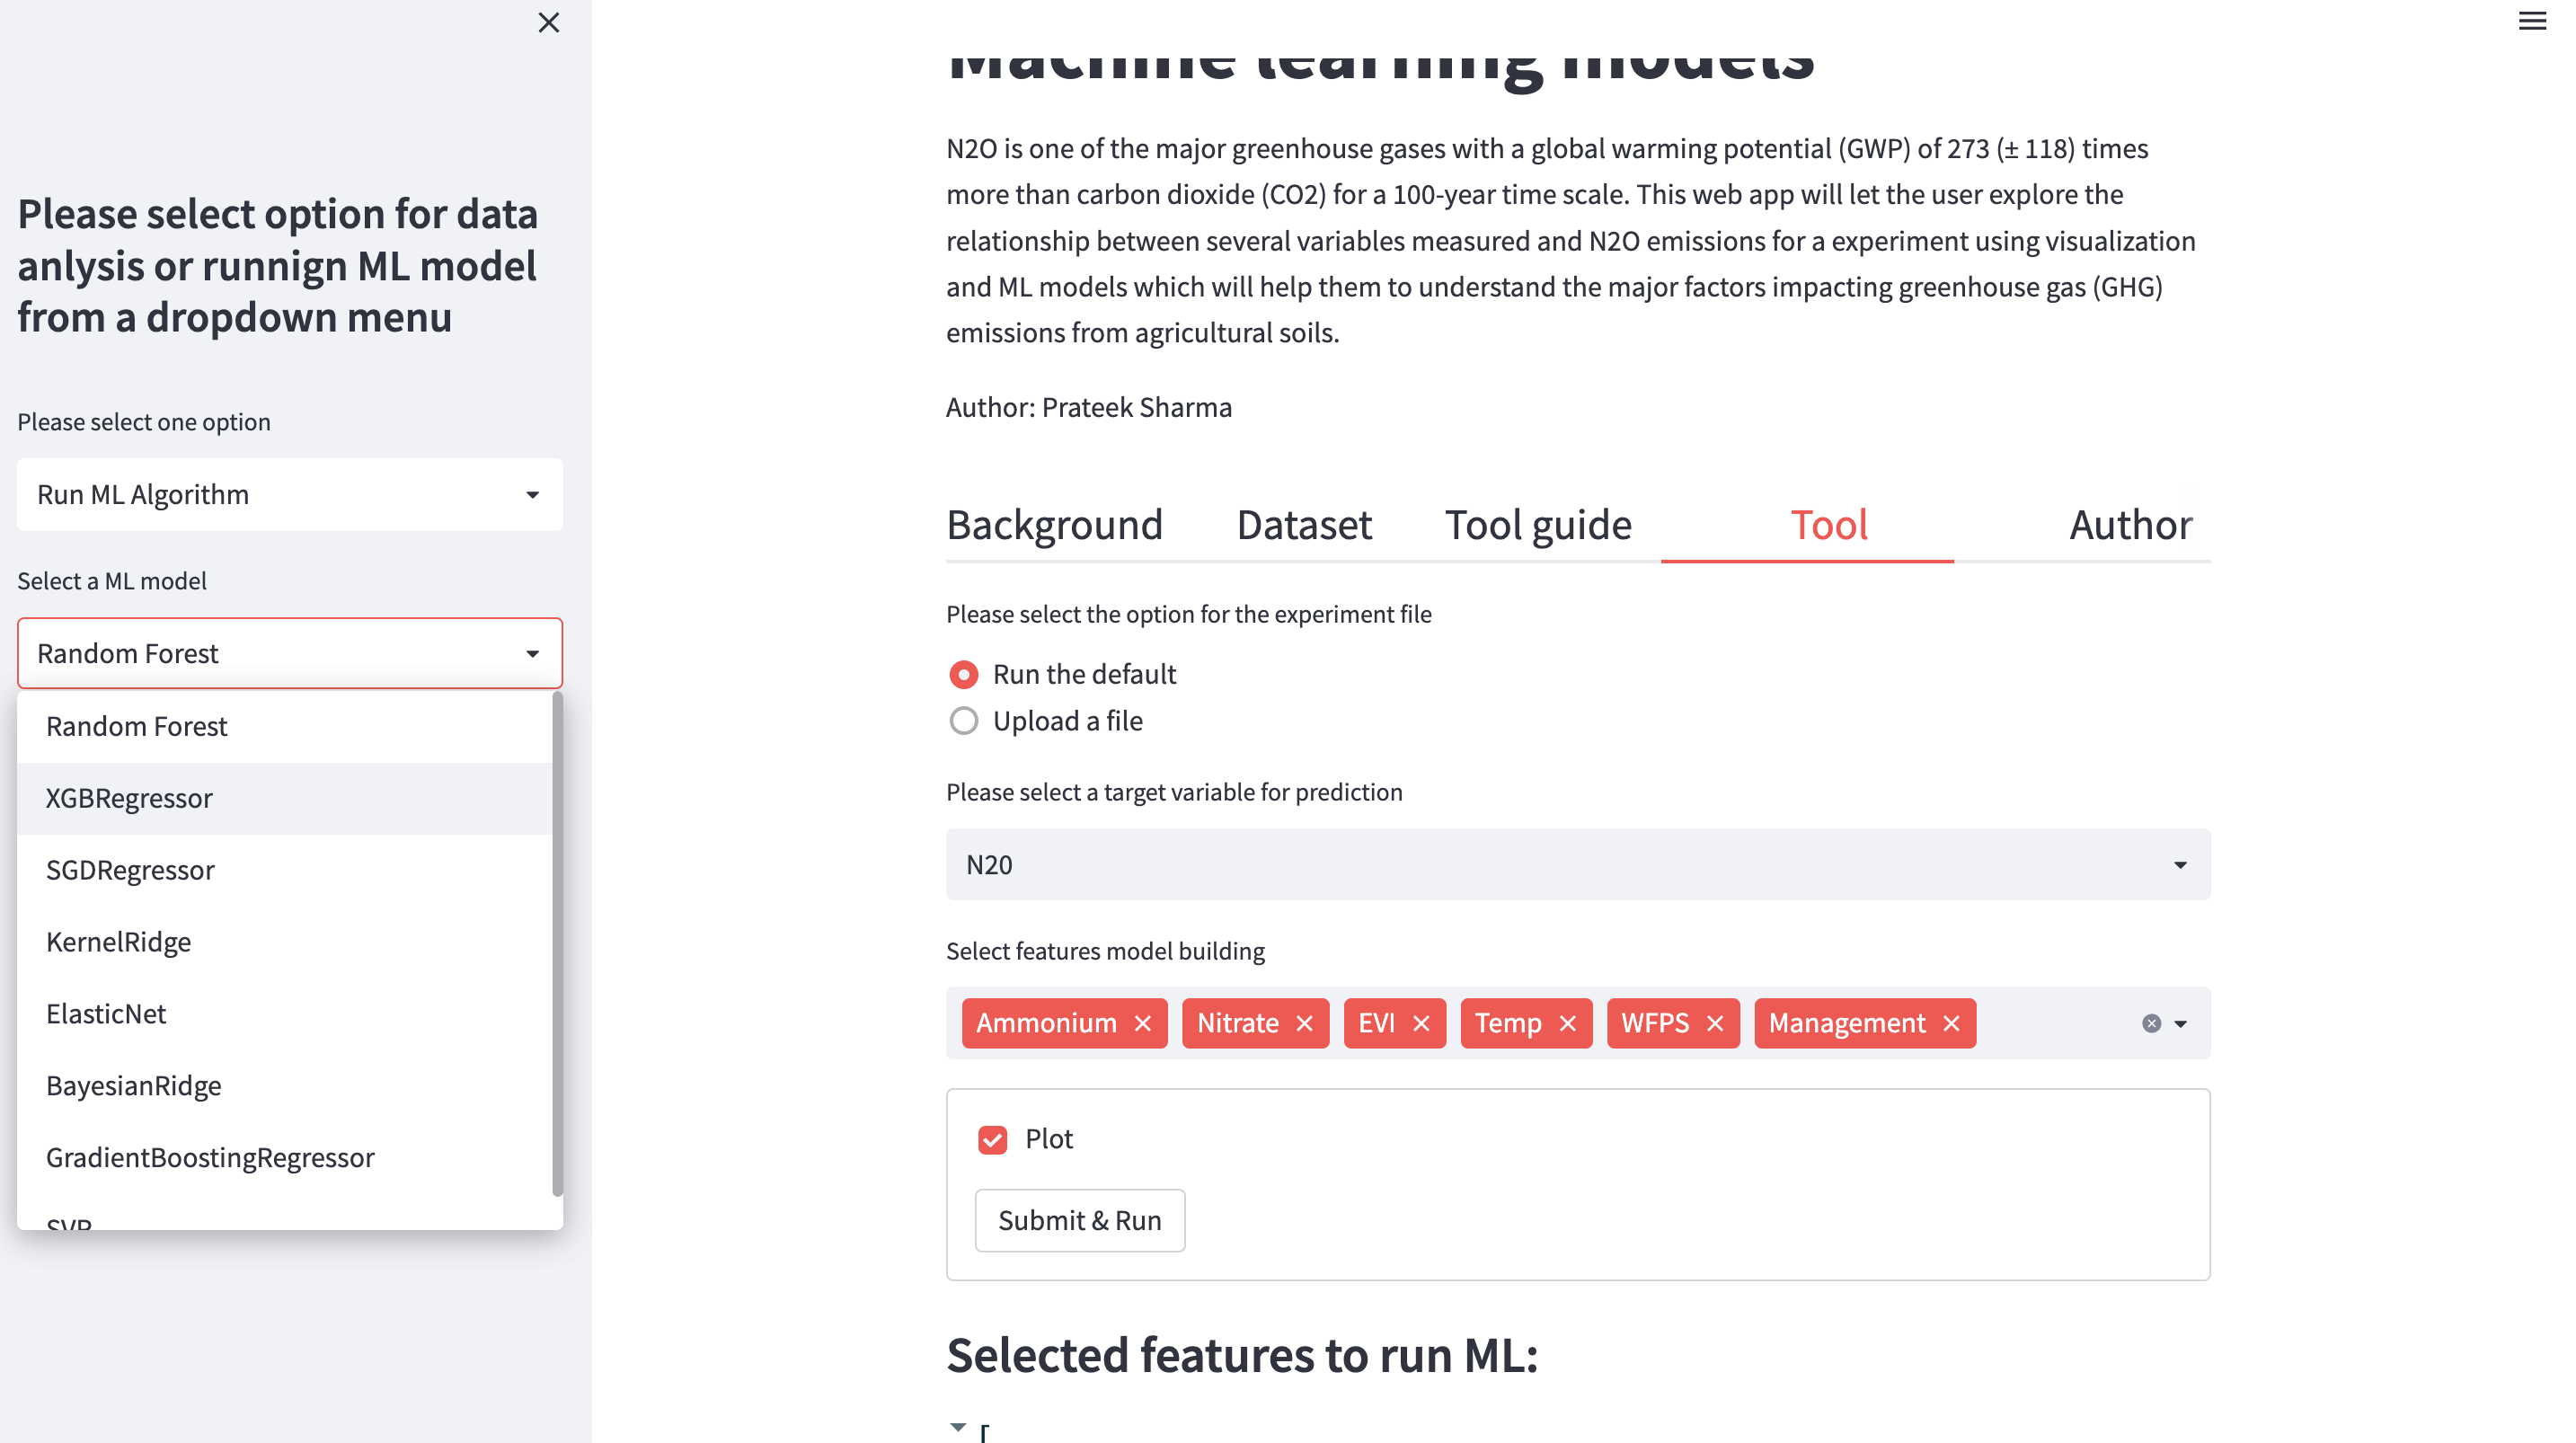 Please select option for data
anlysis or runnign ML model
from a dropdown menu
Please select one option
Run ML Algorithm
Select a ML model
Random Forest
Random Forest
XGBRegressor
SGDRegressor
KernelRidge
ElasticNet
BayesianRidge
GradientBoostingRegressor
SVR
Machine learning models
N2O is one of the major greenhouse gases with a global warming potential (GWP) of 273 (± 118) times
more than carbon dioxide (CO2) for a 100-year time scale. This web app will let the user explore the
relationship between several variables measured and N2O emissions for a experiment using visualization
and ML models which will help them to understand the major factors impacting greenhouse gas (GHG)
emissions from agricultural soils.
Author: Prateek Sharma
Background Dataset Tool guide Tool Author
Please select the option for the experiment file
Run the default
Upload a file
Please select a target variable for prediction
N20
Select features model building
Ammonium Nitrate EVI Temp WFPS Management
Plot
Submit & Run
Selected features to run ML:
[